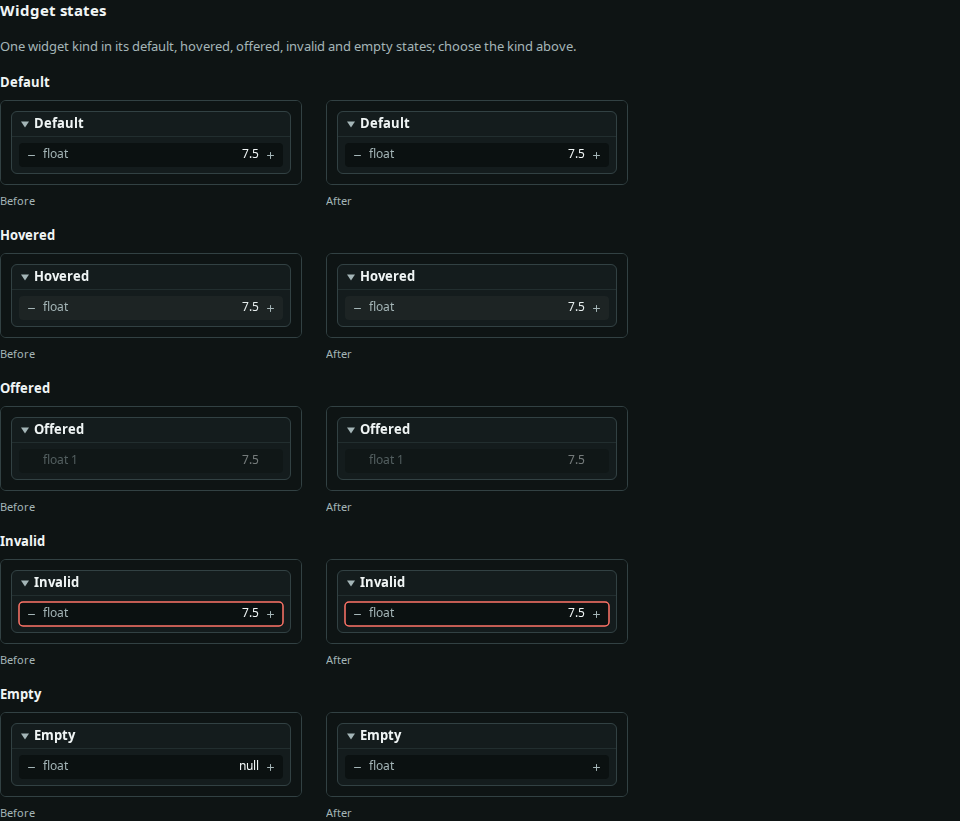 Widget states
One widget kind in its default, hovered, offered, invalid and empty states; choose the kind above.
Default
Default
− float 7.5 +
Default
− float 7.5 +
Before
After
Hovered
Hovered
− float 7.5 +
Hovered
− float 7.5 +
Before
After
Offered
Offered
float 1 7.5
Offered
float 1 7.5
Before
After
Invalid
Invalid
− float 7.5 +
Invalid
− float 7.5 +
Before
After
Empty
Empty
− float null +
Empty
− float +
Before
After